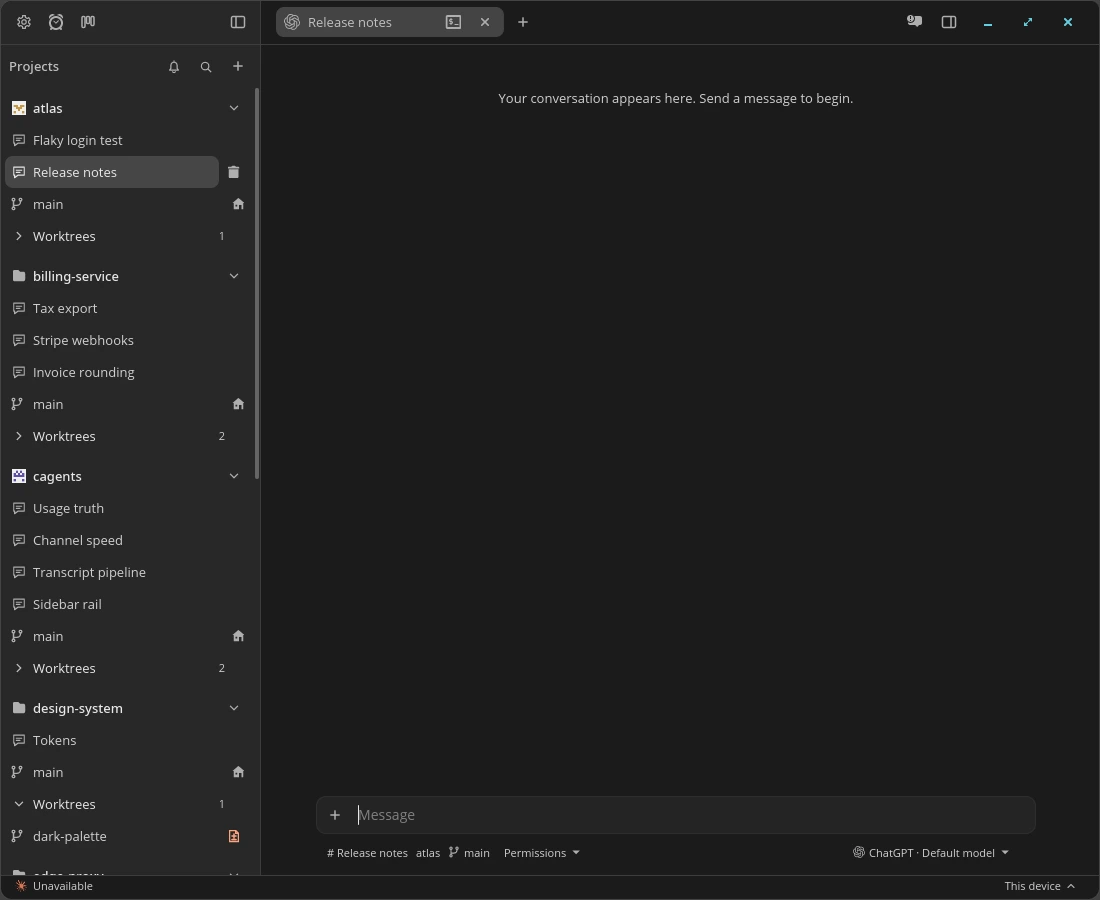 Release notes
Projects
atlas
Flaky login test
Release notes
main
Worktrees 1
billing-service
Tax export
Stripe webhooks
Invoice rounding
main
Worktrees 2
cagents
Usage truth
Channel speed
Transcript pipeline
Sidebar rail
main
Worktrees 2
design-system
Tokens
main
Worktrees 1
dark-palette
Your conversation appears here. Send a message to begin.
Message
# Release notes atlas main Permissions ChatGPT · Default model
Unavailable
This device